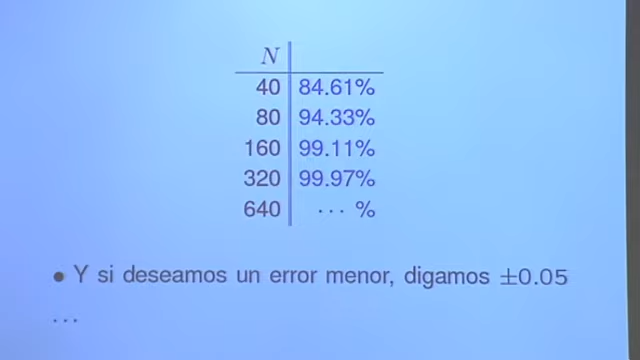 N
40 84.61%
80 94.33%
160 99.11%
320 99.97%
640 ⋯ %
● Y si deseamos un error menor, digamos ±0.05
...